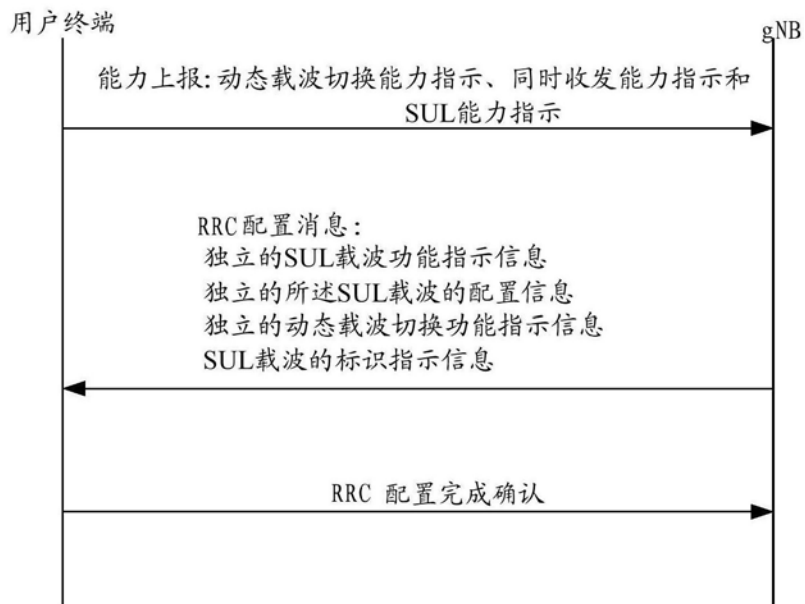 用户终端
gNB
能力上报:动态载波切换能力指示、同时收发能力指示和
SUL能力指示
RRC配置消息:
独立的SUL载波功能指示信息
独立的所述SUL载波的配置信息
独立的动态载波切换功能指示信息
SUL载波的标识指示信息
RRC 配置完成确认